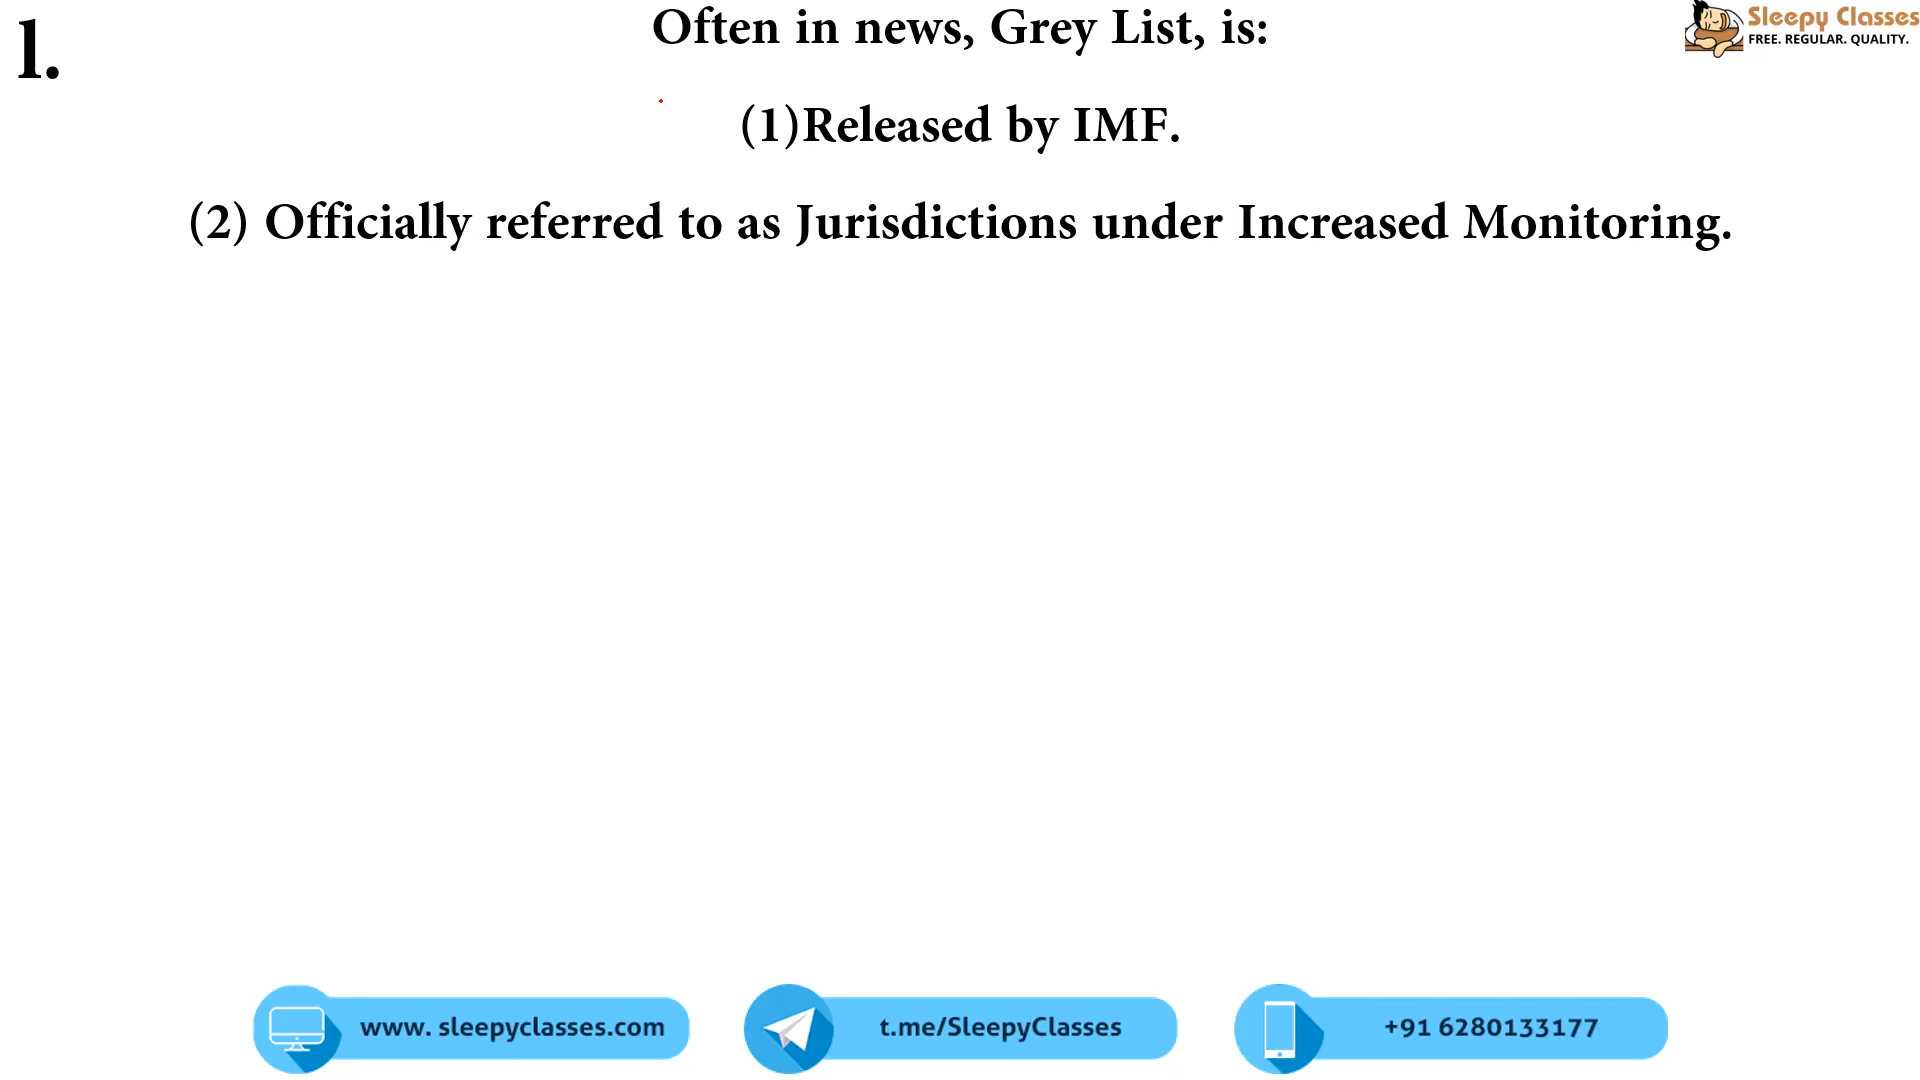 1.
Often in news, Grey List, is:
Sleepy Classes
FREE. REGULAR. QUALITY.
(1)Released by IMF.
(2) Officially referred to as Jurisdictions under Increased Monitoring.
www. sleepyclasses.com
t.me/SleepyClasses
+91 6280133177